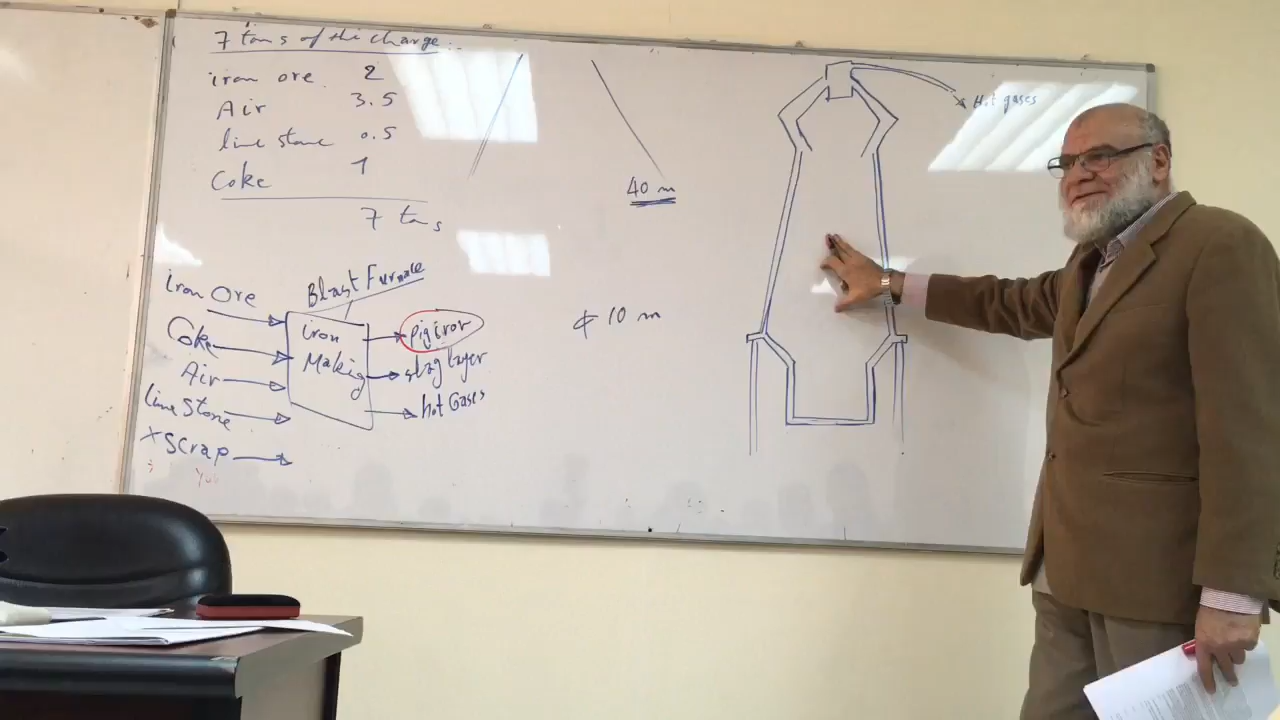 7 tons of the charge
iron ore 2
Air 3.5
lime stone 0.5
Coke 1
7 tons
40 m
Hot gases
Blast Furnace
iron Ore
Coke
Air
lime stone
+ Scrap
iron
Making
Pig iron
slag layer
hot Gases
¢ 10 m